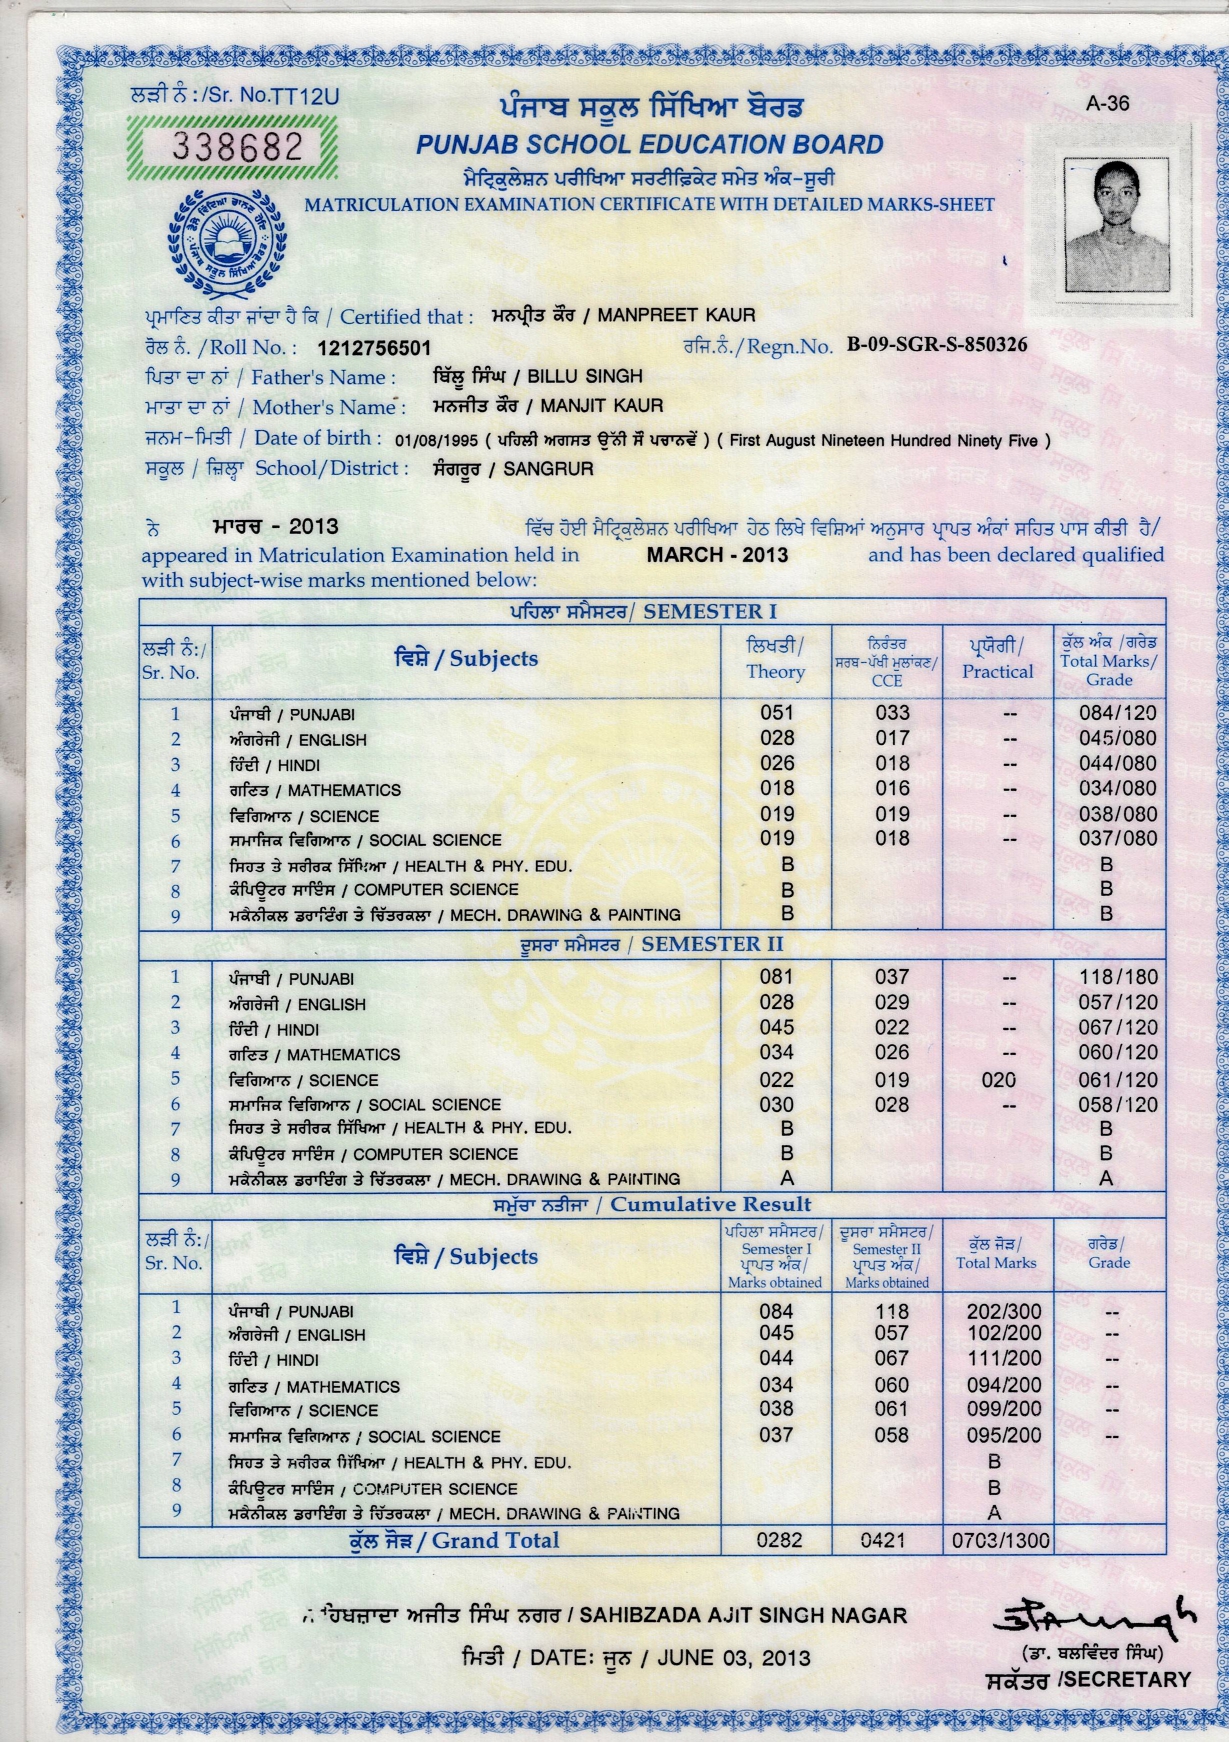 ਲੜੀ ਨੰ:/Sr. No.TT12U
338682
A-36
ਪੰਜਾਬ ਸਕੂਲ ਸਿੱਖਿਆ ਬੋਰਡ
PUNJAB SCHOOL EDUCATION BOARD
ਮੈਟ੍ਰਿਕੁਲੇਸ਼ਨ ਪਰੀਖਿਆ ਸਰਟੀਫ਼ਿਕੇਟ ਸਮੇਤ ਅੰਕ-ਸੂਚੀ
MATRICULATION EXAMINATION CERTIFICATE WITH DETAILED MARKS-SHEET
ਪ੍ਰਮਾਣਿਤ ਕੀਤਾ ਜਾਂਦਾ ਹੈ ਕਿ / Certified that : ਮਨਪ੍ਰੀਤ ਕੌਰ / MANPREET KAUR
ਰੋਲ ਨੰ. /Roll No. : 1212756501 ਰਜਿ.ਨੰ./Regn.No. B-09-SGR-S-850326
ਪਿਤਾ ਦਾ ਨਾਂ / Father's Name : ਬਿੱਲੂ ਸਿੰਘ / BILLU SINGH
ਮਾਤਾ ਦਾ ਨਾਂ / Mother's Name : ਮਨਜੀਤ ਕੌਰ / MANJIT KAUR
ਜਨਮ-ਮਿਤੀ / Date of birth : 01/08/1995 ( ਪਹਿਲੀ ਅਗਸਤ ਉੱਨੀ ਸੌ ਪਚਾਨਵੇਂ ) ( First August Nineteen Hundred Ninety Five )
ਸਕੂਲ / ਜ਼ਿਲ੍ਹਾ School/District : ਸੰਗਰੂਰ / SANGRUR
ਨੇ ਮਾਰਚ - 2013 ਵਿੱਚ ਹੋਈ ਮੈਟ੍ਰਿਕੁਲੇਸ਼ਨ ਪਰੀਖਿਆ ਹੇਠ ਲਿਖੇ ਵਿਸ਼ਿਆਂ ਅਨੁਸਾਰ ਪ੍ਰਾਪਤ ਅੰਕਾਂ ਸਹਿਤ ਪਾਸ ਕੀਤੀ ਹੈ/
appeared in Matriculation Examination held in MARCH - 2013 and has been declared qualified
with subject-wise marks mentioned below:
ਪਹਿਲਾ ਸਮੈਸਟਰ/ SEMESTER I
ਲੜੀ ਨੰ:/ Sr. No. ਵਿਸ਼ੇ / Subjects ਲਿਖਤੀ/ Theory ਨਿਰੰਤਰ ਸਰਬ-ਪੱਖੀ ਮੁਲਾਂਕਣ/ CCE ਪ੍ਰਯੋਗੀ/ Practical ਕੁੱਲ ਅੰਕ /ਗਰੇਡ Total Marks/ Grade
1 ਪੰਜਾਬੀ / PUNJABI 051 033 -- 084/120
2 ਅੰਗਰੇਜੀ / ENGLISH 028 017 -- 045/080
3 ਹਿੰਦੀ / HINDI 026 018 -- 044/080
4 ਗਣਿਤ / MATHEMATICS 018 016 -- 034/080
5 ਵਿਗਿਆਨ / SCIENCE 019 019 -- 038/080
6 ਸਮਾਜਿਕ ਵਿਗਿਆਨ / SOCIAL SCIENCE 019 018 -- 037/080
7 ਸਿਹਤ ਤੇ ਸਰੀਰਕ ਸਿੱਖਿਆ / HEALTH & PHY. EDU. B B
8 ਕੰਪਿਊਟਰ ਸਾਇੰਸ / COMPUTER SCIENCE B B
9 ਮਕੈਨੀਕਲ ਡਰਾਇੰਗ ਤੇ ਚਿੱਤਰਕਲਾ / MECH. DRAWING & PAINTING B B
ਦੂਸਰਾ ਸਮੈਸਟਰ / SEMESTER II
1 ਪੰਜਾਬੀ / PUNJABI 081 037 -- 118/180
2 ਅੰਗਰੇਜੀ / ENGLISH 028 029 -- 057/120
3 ਹਿੰਦੀ / HINDI 045 022 -- 067/120
4 ਗਣਿਤ / MATHEMATICS 034 026 -- 060/120
5 ਵਿਗਿਆਨ / SCIENCE 022 019 020 061/120
6 ਸਮਾਜਿਕ ਵਿਗਿਆਨ / SOCIAL SCIENCE 030 028 -- 058/120
7 ਸਿਹਤ ਤੇ ਸਰੀਰਕ ਸਿੱਖਿਆ / HEALTH & PHY. EDU. B B
8 ਕੰਪਿਊਟਰ ਸਾਇੰਸ / COMPUTER SCIENCE B B
9 ਮਕੈਨੀਕਲ ਡਰਾਇੰਗ ਤੇ ਚਿੱਤਰਕਲਾ / MECH. DRAWING & PAINTING A A
ਸਮੁੱਚਾ ਨਤੀਜਾ / Cumulative Result
ਲੜੀ ਨੰ:/ Sr. No. ਵਿਸ਼ੇ / Subjects ਪਹਿਲਾ ਸਮੈਸਟਰ/ Semester I ਪ੍ਰਾਪਤ ਅੰਕ/ Marks obtained ਦੂਸਰਾ ਸਮੈਸਟਰ/ Semester II ਪ੍ਰਾਪਤ ਅੰਕ/ Marks obtained ਕੁੱਲ ਜੋੜ/ Total Marks ਗਰੇਡ/ Grade
1 ਪੰਜਾਬੀ / PUNJABI 084 118 202/300 --
2 ਅੰਗਰੇਜੀ / ENGLISH 045 057 102/200 --
3 ਹਿੰਦੀ / HINDI 044 067 111/200 --
4 ਗਣਿਤ / MATHEMATICS 034 060 094/200 --
5 ਵਿਗਿਆਨ / SCIENCE 038 061 099/200 --
6 ਸਮਾਜਿਕ ਵਿਗਿਆਨ / SOCIAL SCIENCE 037 058 095/200 --
7 ਸਿਹਤ ਤੇ ਸਰੀਰਕ ਸਿੱਖਿਆ / HEALTH & PHY. EDU. B
8 ਕੰਪਿਊਟਰ ਸਾਇੰਸ / COMPUTER SCIENCE B
9 ਮਕੈਨੀਕਲ ਡਰਾਇੰਗ ਤੇ ਚਿੱਤਰਕਲਾ / MECH. DRAWING & PAINTING A
ਕੁੱਲ ਜੋੜ / Grand Total 0282 0421 0703/1300
ਅਜੀਤ ਸਿੰਘ ਨਗਰ / SAHIBZADA AJIT SINGH NAGAR
ਮਿਤੀ / DATE: ਜੂਨ / JUNE 03, 2013
(ਡਾ. ਬਲਵਿੰਦਰ ਸਿੰਘ)
ਸਕੱਤਰ /SECRETARY